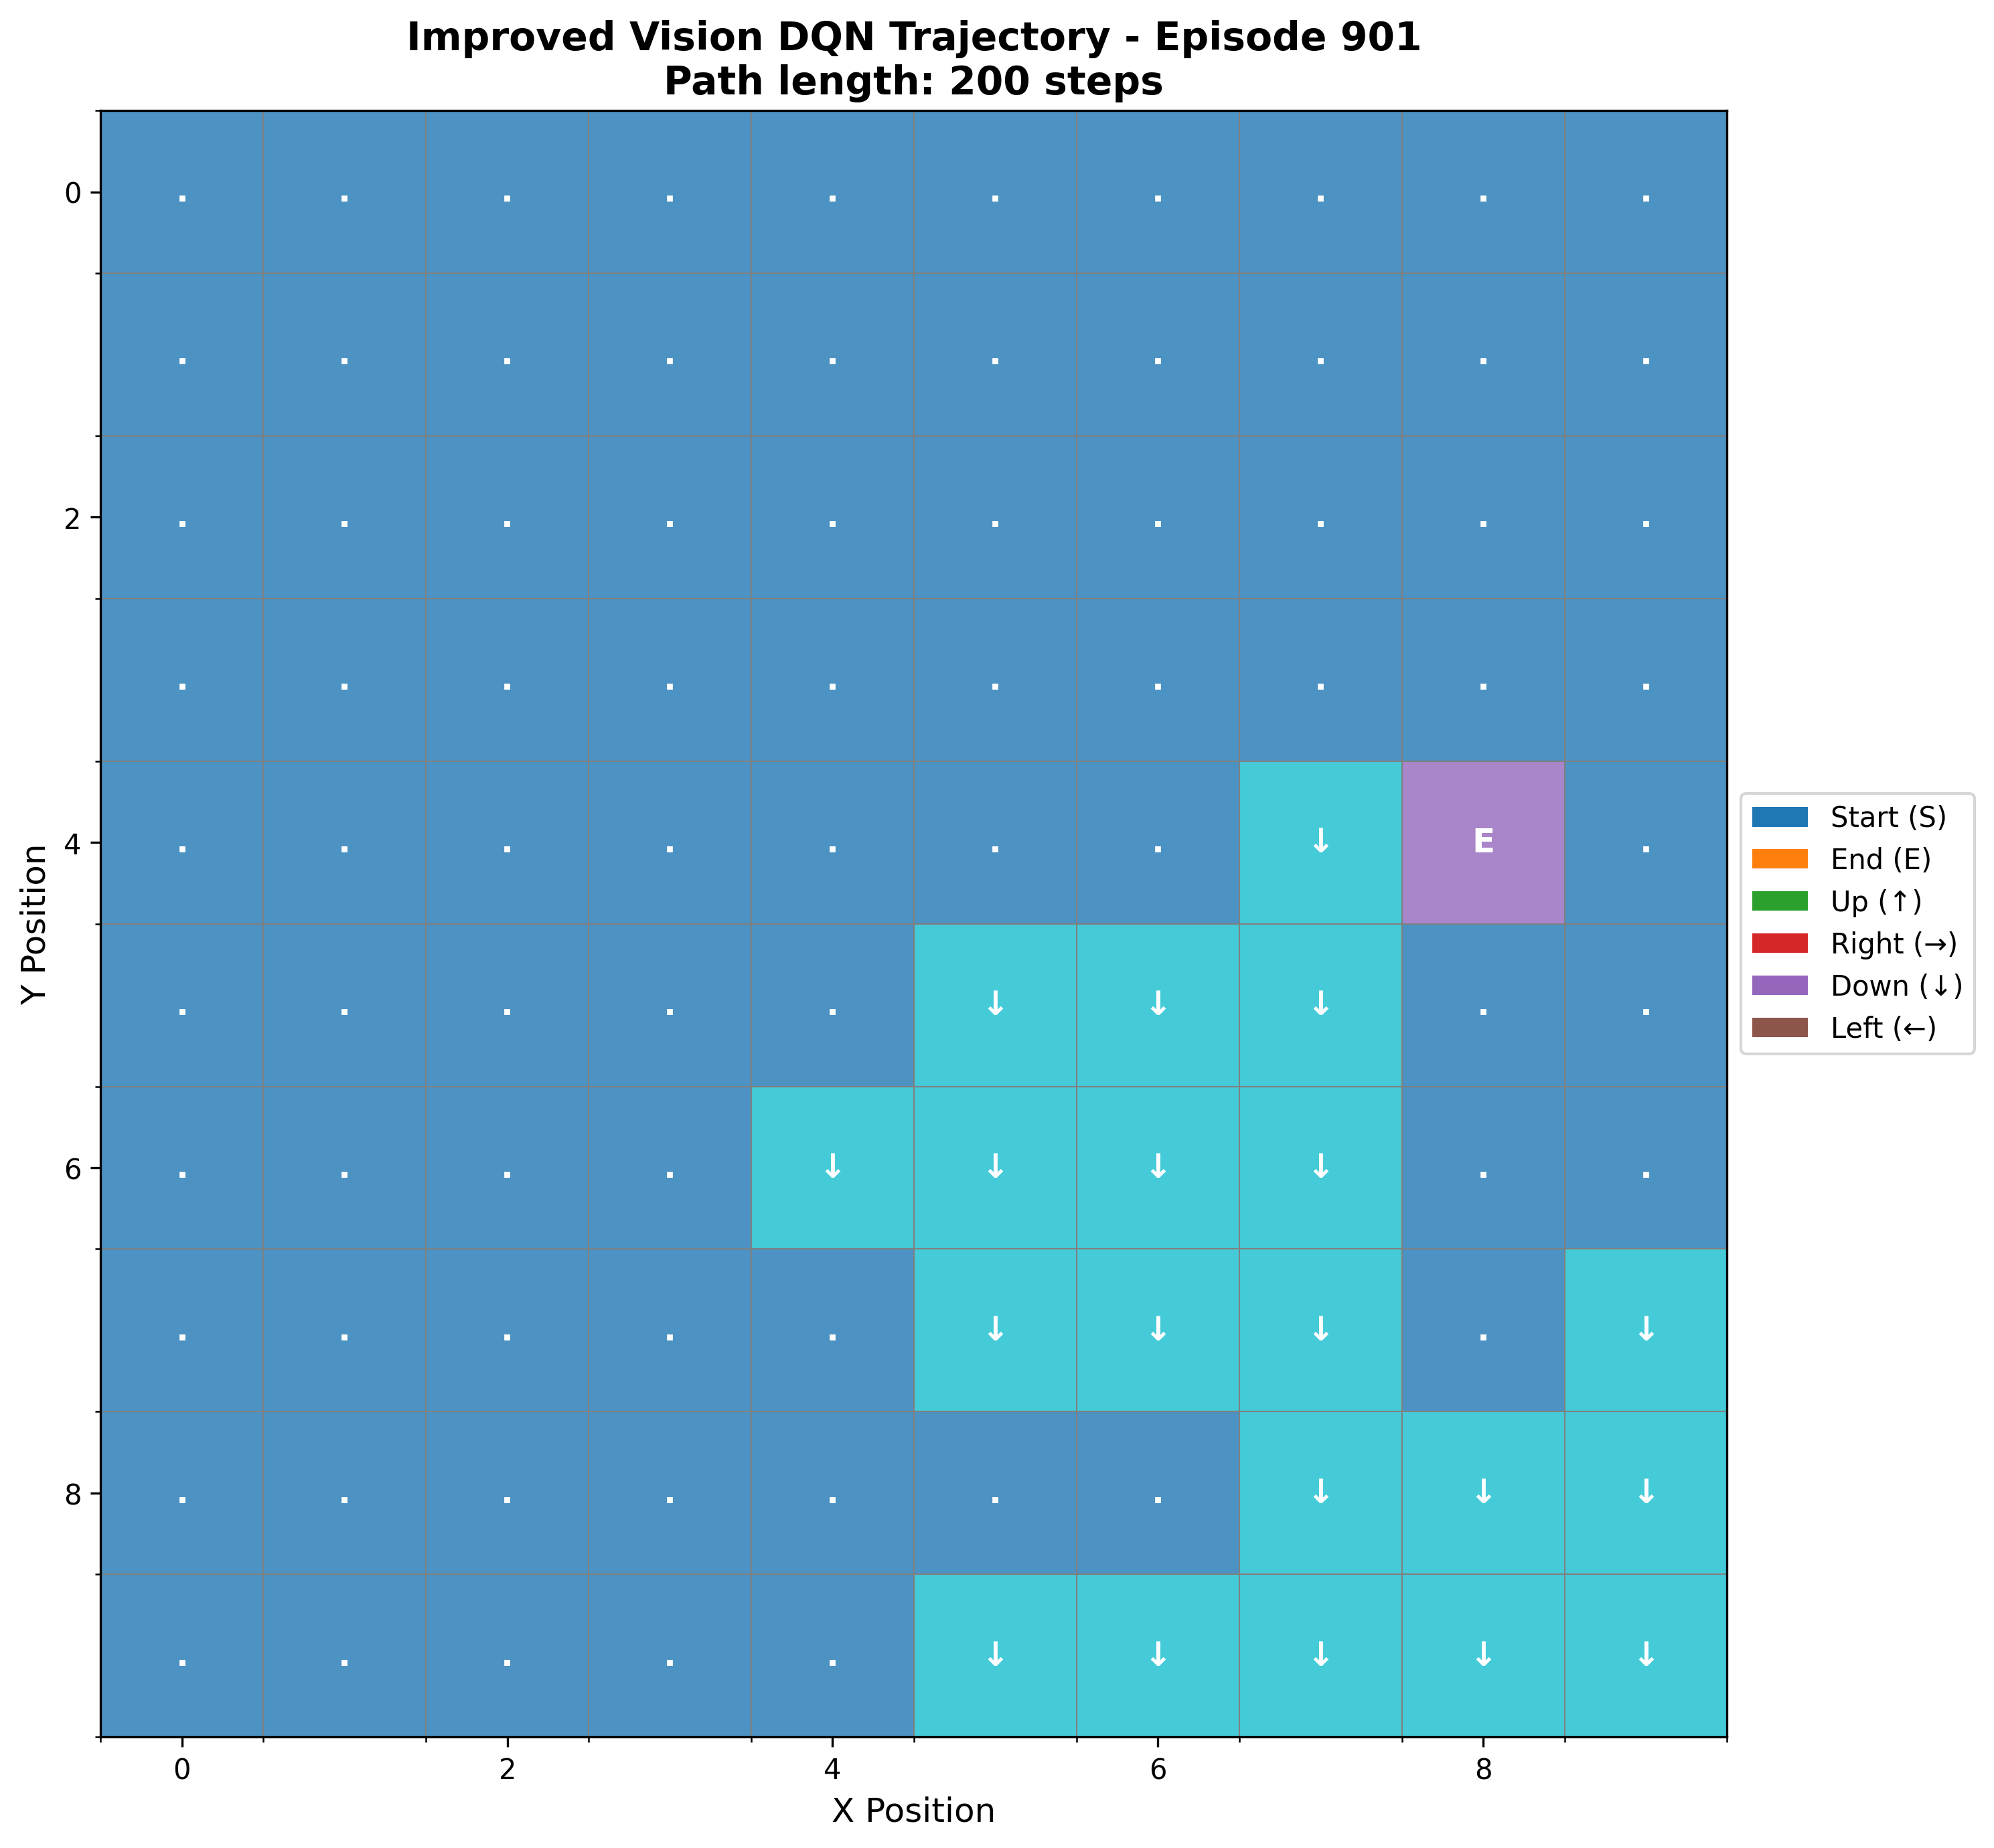 Improved Vision DQN Trajectory - Episode 901
Path length: 200 steps
0 . . . . . . . . . .
. . . . . . . . . .
2 . . . . . . . . . .
. . . . . . . . . .
4 . . . . . . . ↓ E .
. . . . . ↓ ↓ ↓ . .
6 . . . . ↓ ↓ ↓ ↓ . .
. . . . . ↓ ↓ ↓ . ↓
8 . . . . . . . ↓ ↓ ↓
. . . . . ↓ ↓ ↓ ↓ ↓
0 2 4 6 8
X Position
Y Position
Start (S)
End (E)
Up (↑)
Right (→)
Down (↓)
Left (←)